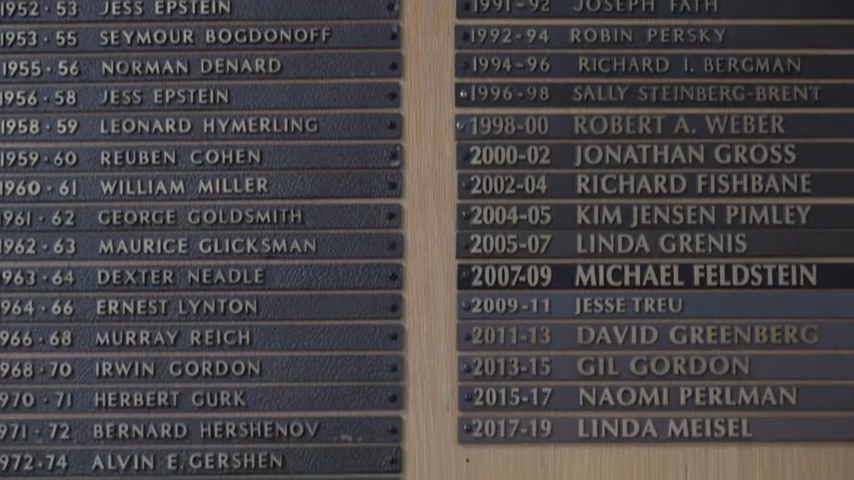 1952·53 JESS EPSTEIN
1953·55 SEYMOUR BOGDONOFF
1955·56 NORMAN DENARD
1956·58 JESS EPSTEIN
1958·59 LEONARD HYMERLING
1959·60 REUBEN COHEN
1960·61 WILLIAM MILLER
1961·62 GEORGE GOLDSMITH
1962·63 MAURICE GLICKSMAN
1963·64 DEXTER NEADLE
1964·66 ERNEST LYNTON
1966·68 MURRAY REICH
1968·70 IRWIN GORDON
1970·71 HERBERT GURK
1971·72 BERNARD HERSHENOV
1972·74 ALVIN E. GERSHEN
1991-92 JOSEPH FATH
1992-94 ROBIN PERSKY
1994-96 RICHARD I. BERGMAN
1996-98 SALLY STEINBERG-BRENT
1998-00 ROBERT A. WEBER
2000-02 JONATHAN GROSS
2002-04 RICHARD FISHBANE
2004-05 KIM JENSEN PIMLEY
2005-07 LINDA GRENIS
2007-09 MICHAEL FELDSTEIN
2009-11 JESSE TREU
2011-13 DAVID GREENBERG
2013-15 GIL GORDON
2015-17 NAOMI PERLMAN
2017-19 LINDA MEISEL